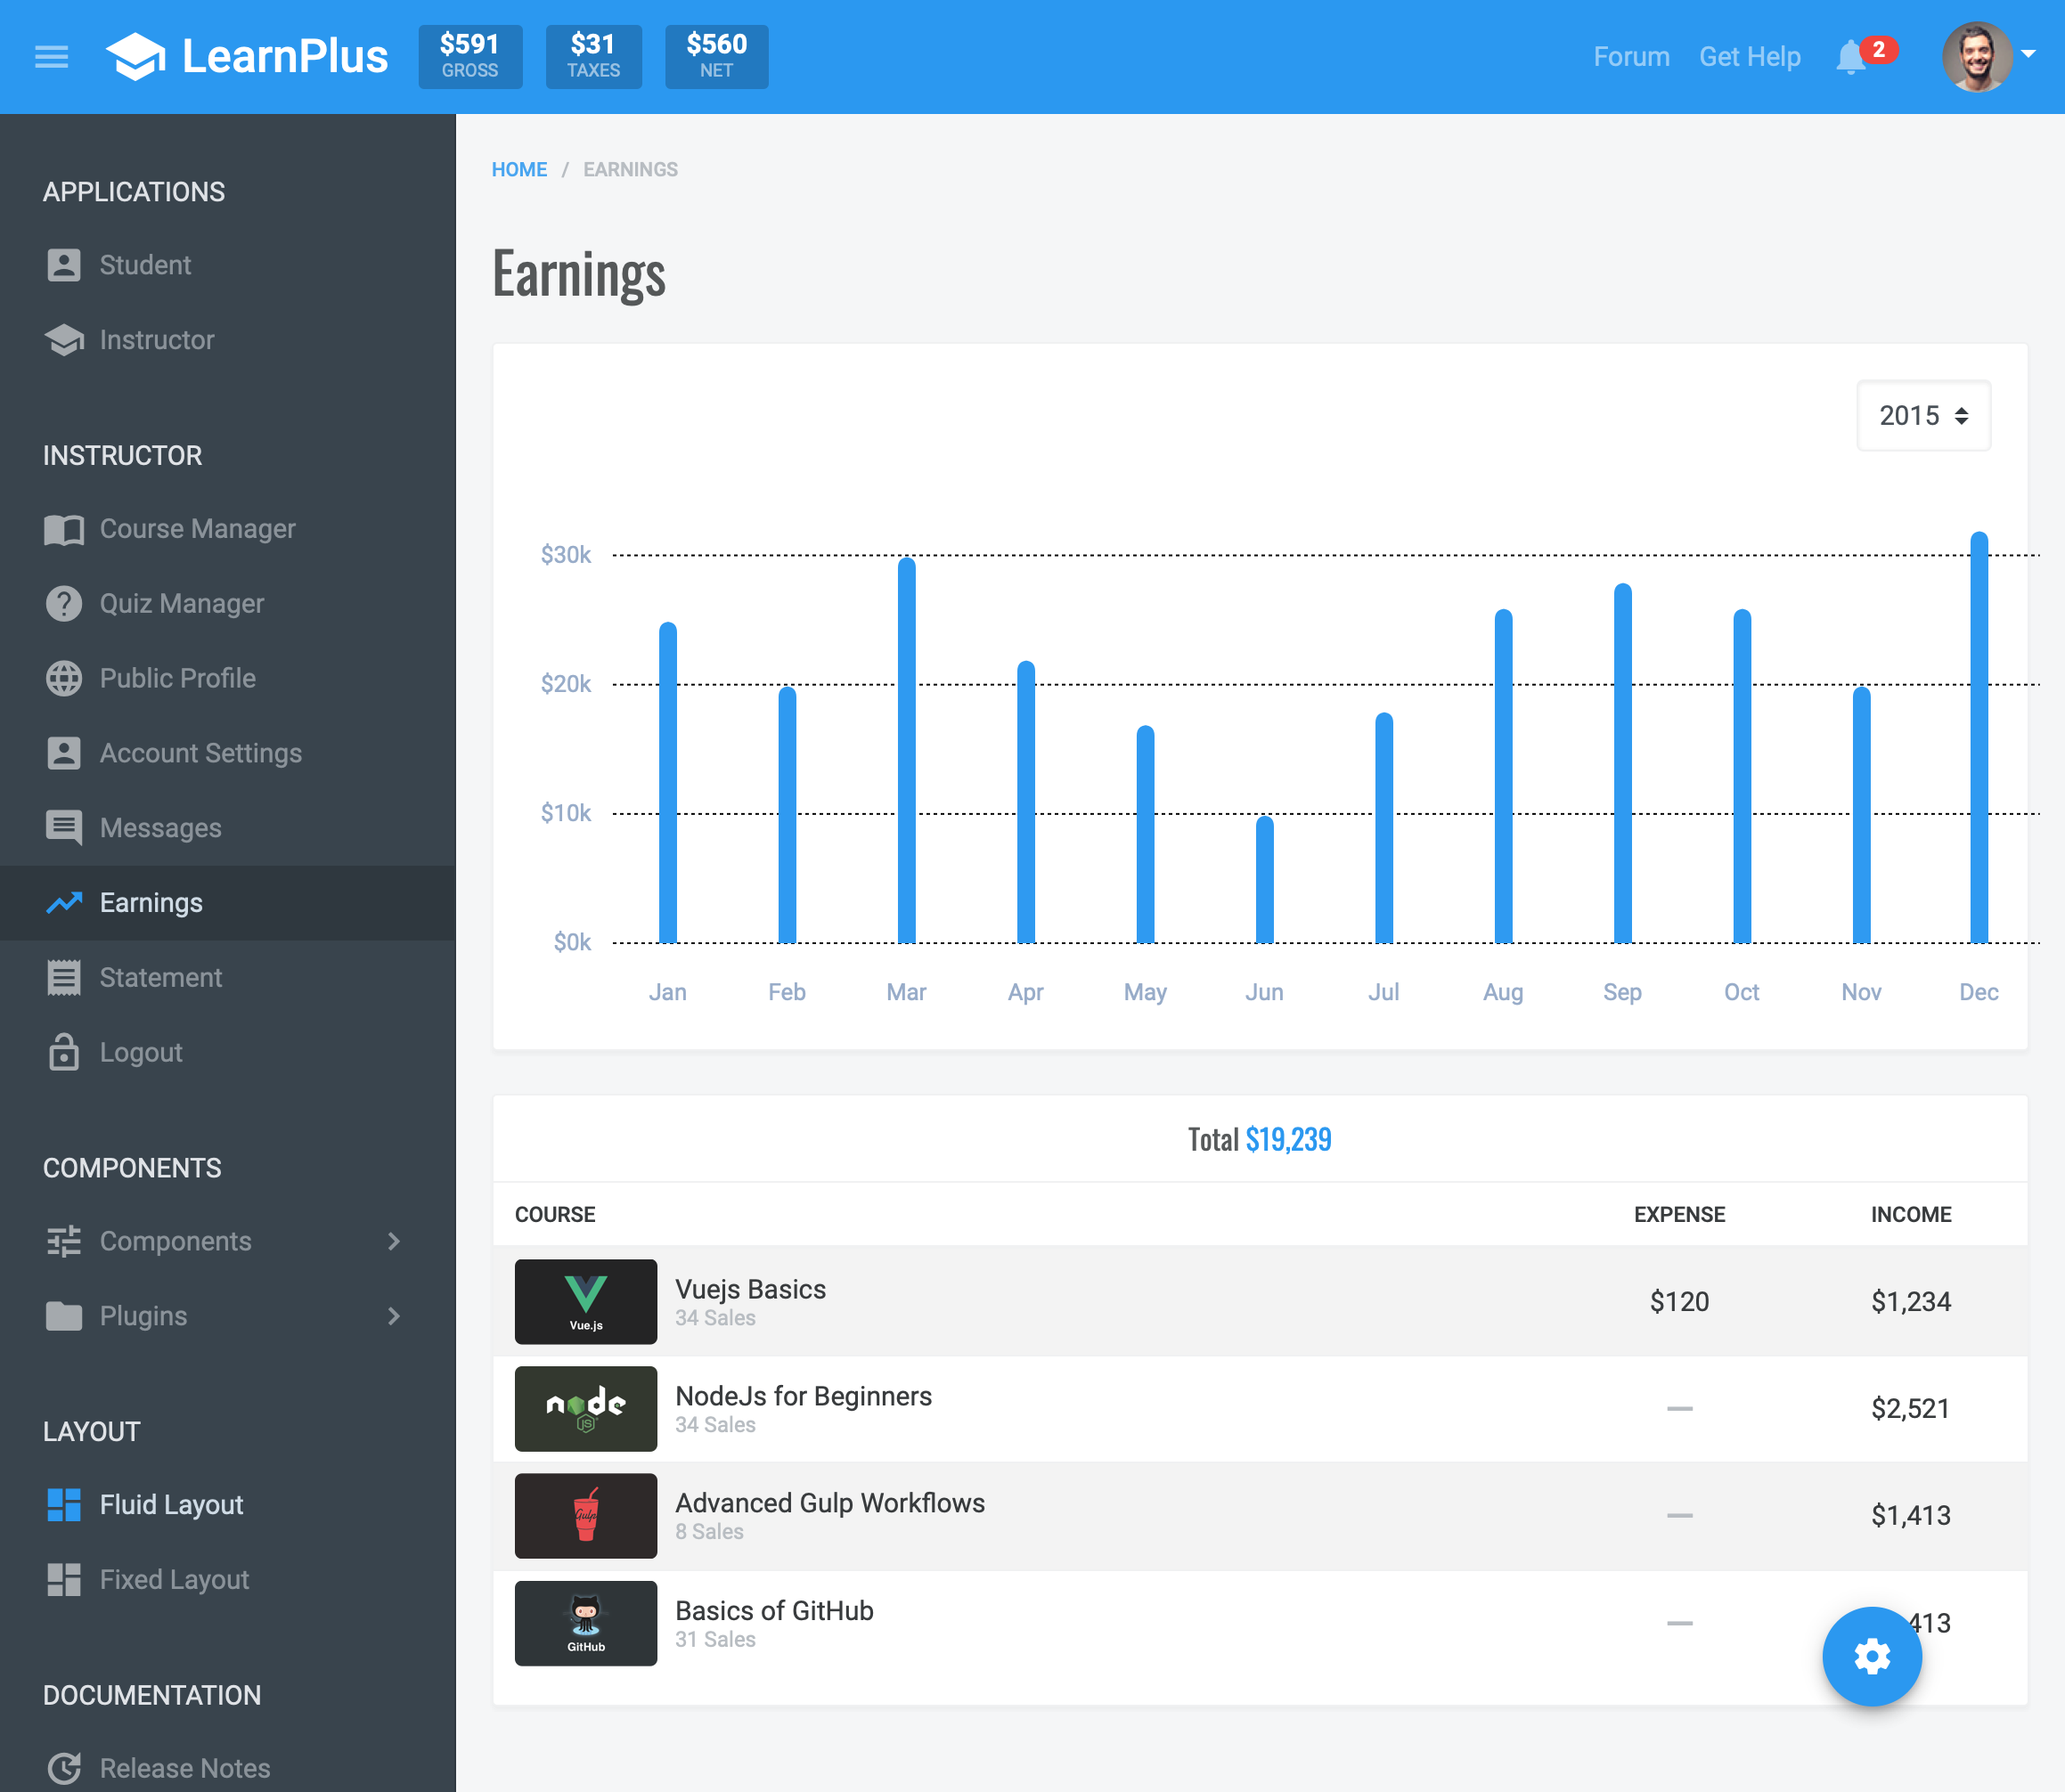 LearnPlus
$591
GROSS
$31
TAXES
$560
NET
Forum
Get Help
2
APPLICATIONS
Student
Instructor
INSTRUCTOR
Course Manager
Quiz Manager
Public Profile
Account Settings
Messages
Earnings
Statement
Logout
COMPONENTS
Components
Plugins
LAYOUT
Fluid Layout
Fixed Layout
DOCUMENTATION
Release Notes
HOME / EARNINGS
Earnings
2015
$30k
$20k
$10k
$0k
Jan Feb Mar Apr May Jun Jul Aug Sep Oct Nov Dec
Total $19,239
COURSE EXPENSE INCOME
Vue.js
Vuejs Basics
34 Sales
$120 $1,234
node
JS
NodeJs for Beginners
34 Sales
— $2,521
Gulp
Advanced Gulp Workflows
8 Sales
— $1,413
GitHub
Basics of GitHub
31 Sales
— 413